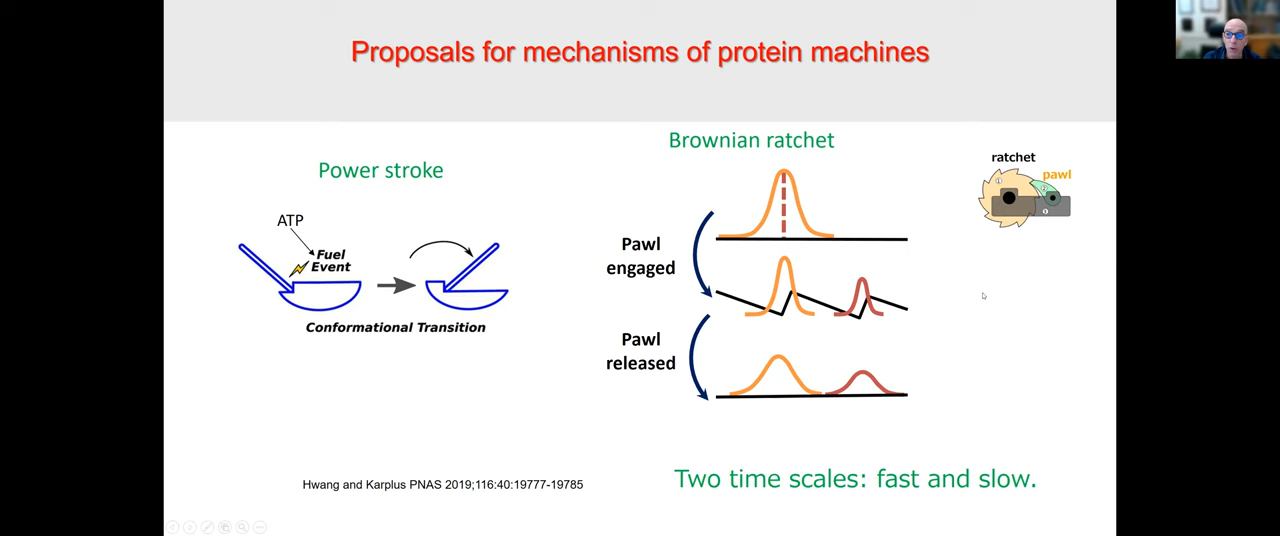 Proposals for mechanisms of protein machines
Power stroke
ATP
Fuel
Event
Conformational Transition
Brownian ratchet
Pawl
engaged
Pawl
released
ratchet
pawl
Hwang and Karplus PNAS 2019;116:40:19777-19785
Two time scales: fast and slow.